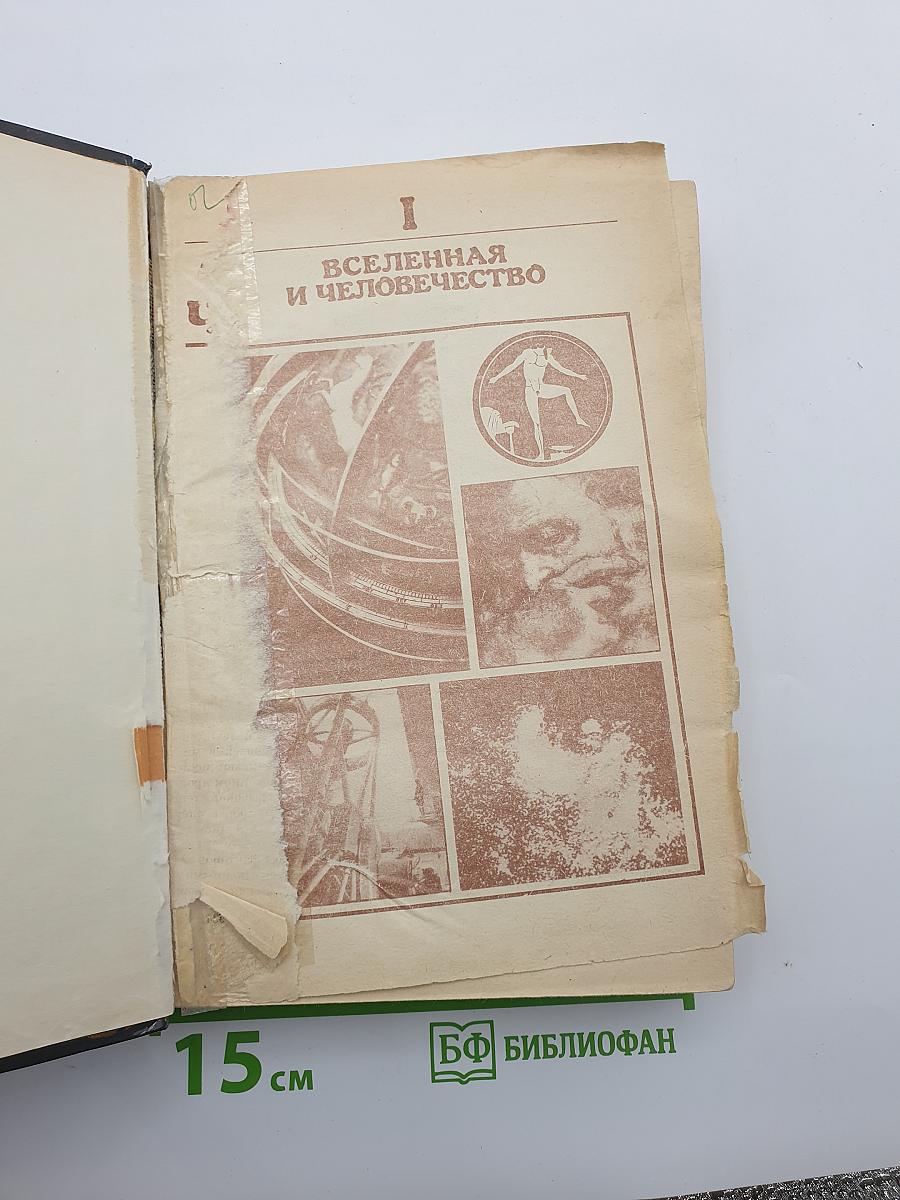 I
ВСЕЛЕННАЯ
И ЧЕЛОВЕЧЕСТВО
15 см
БФ БИБЛИОФАН